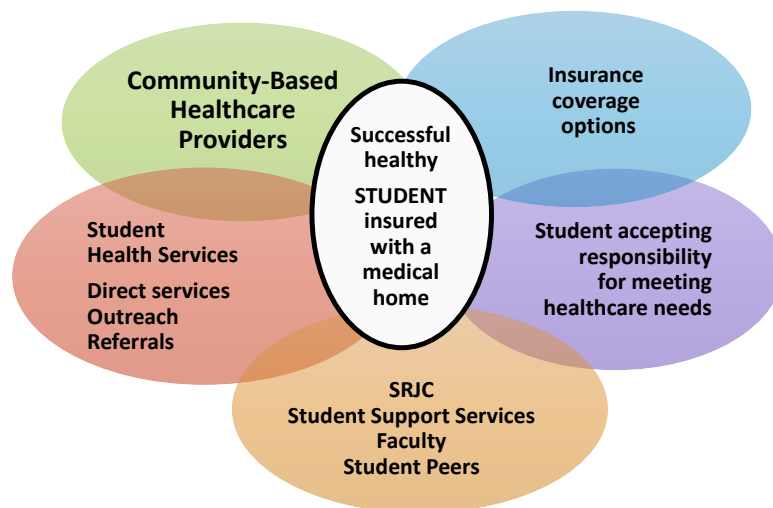 Community-Based
Healthcare
Providers
Insurance
coverage
options
Successful
healthy
STUDENT
insured
with a
medical
home
Student
Health Services
Direct services
Outreach
Referrals
Student accepting
responsibility
for meeting
healthcare needs
SRJC
Student Support Services
Faculty
Student Peers